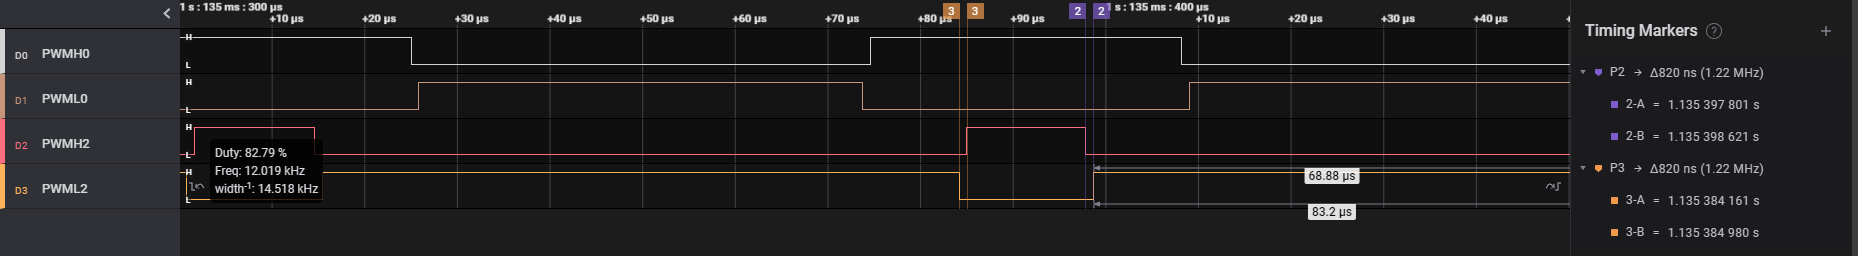 1 s : 135 ms : 300 µs
+10 µs +20 µs +30 µs +40 µs +50 µs +60 µs +70 µs +80 µs 3 3 +90 µs 2 2 1 s : 135 ms : 400 µs +10 µs +20 µs +30 µs +40 µs
Timing Markers ? +
D0 PWMH0 H L
D1 PWML0 H L
D2 PWMH2 H L
D3 PWML2 H L
Duty: 82.79 %
Freq: 12.019 kHz
width-1: 14.518 kHz
68.88 µs
83.2 µs
P2 → Δ820 ns (1.22 MHz)
2-A = 1.135 397 801 s
2-B = 1.135 398 621 s
P3 → Δ820 ns (1.22 MHz)
3-A = 1.135 384 161 s
3-B = 1.135 384 980 s